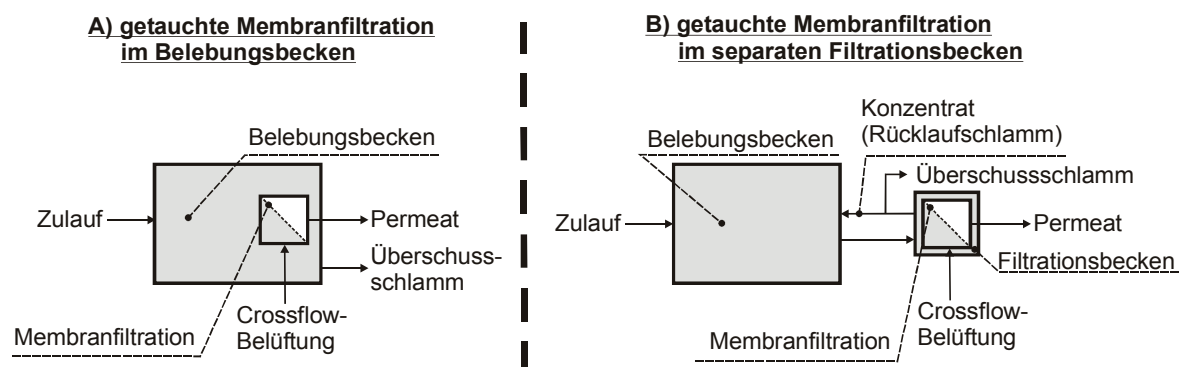 A) getauchte Membranfiltration
im Belebungsbecken
Belebungsbecken
Zulauf
Permeat
Überschuss-
schlamm
Crossflow-
Belüftung
Membranfiltration
B) getauchte Membranfiltration
im separaten Filtrationsbecken
Konzentrat
(Rücklaufschlamm)
Belebungsbecken
Überschussschlamm
Zulauf
Permeat
Filtrationsbecken
Crossflow-
Belüftung
Membranfiltration